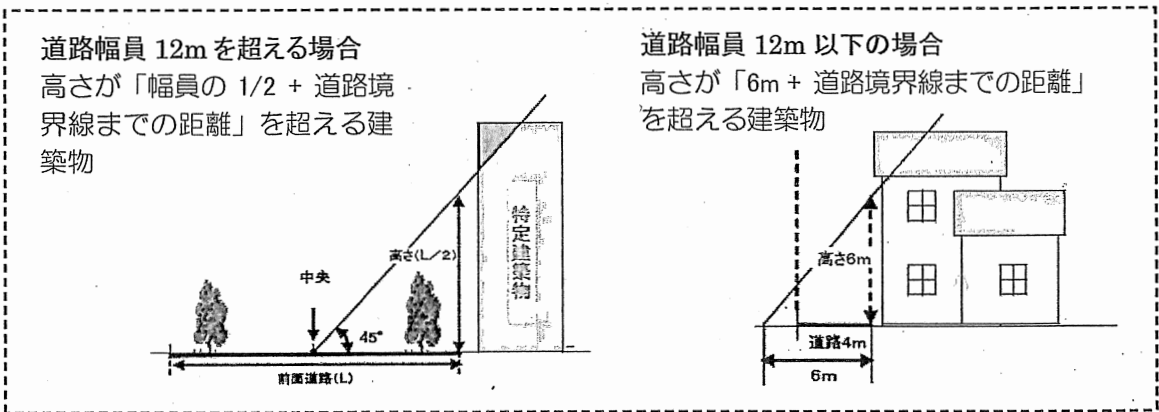 道路幅員 12m を超える場合
高さが「幅員の 1/2 + 道路境
界線までの距離」を超える建
築物
中央
高さ(L/2)
45°
特定建築物
前面道路(L)
道路幅員 12m 以下の場合
高さが「6m + 道路境界線までの距離」
を超える建築物
高さ6m
道路4m
6m